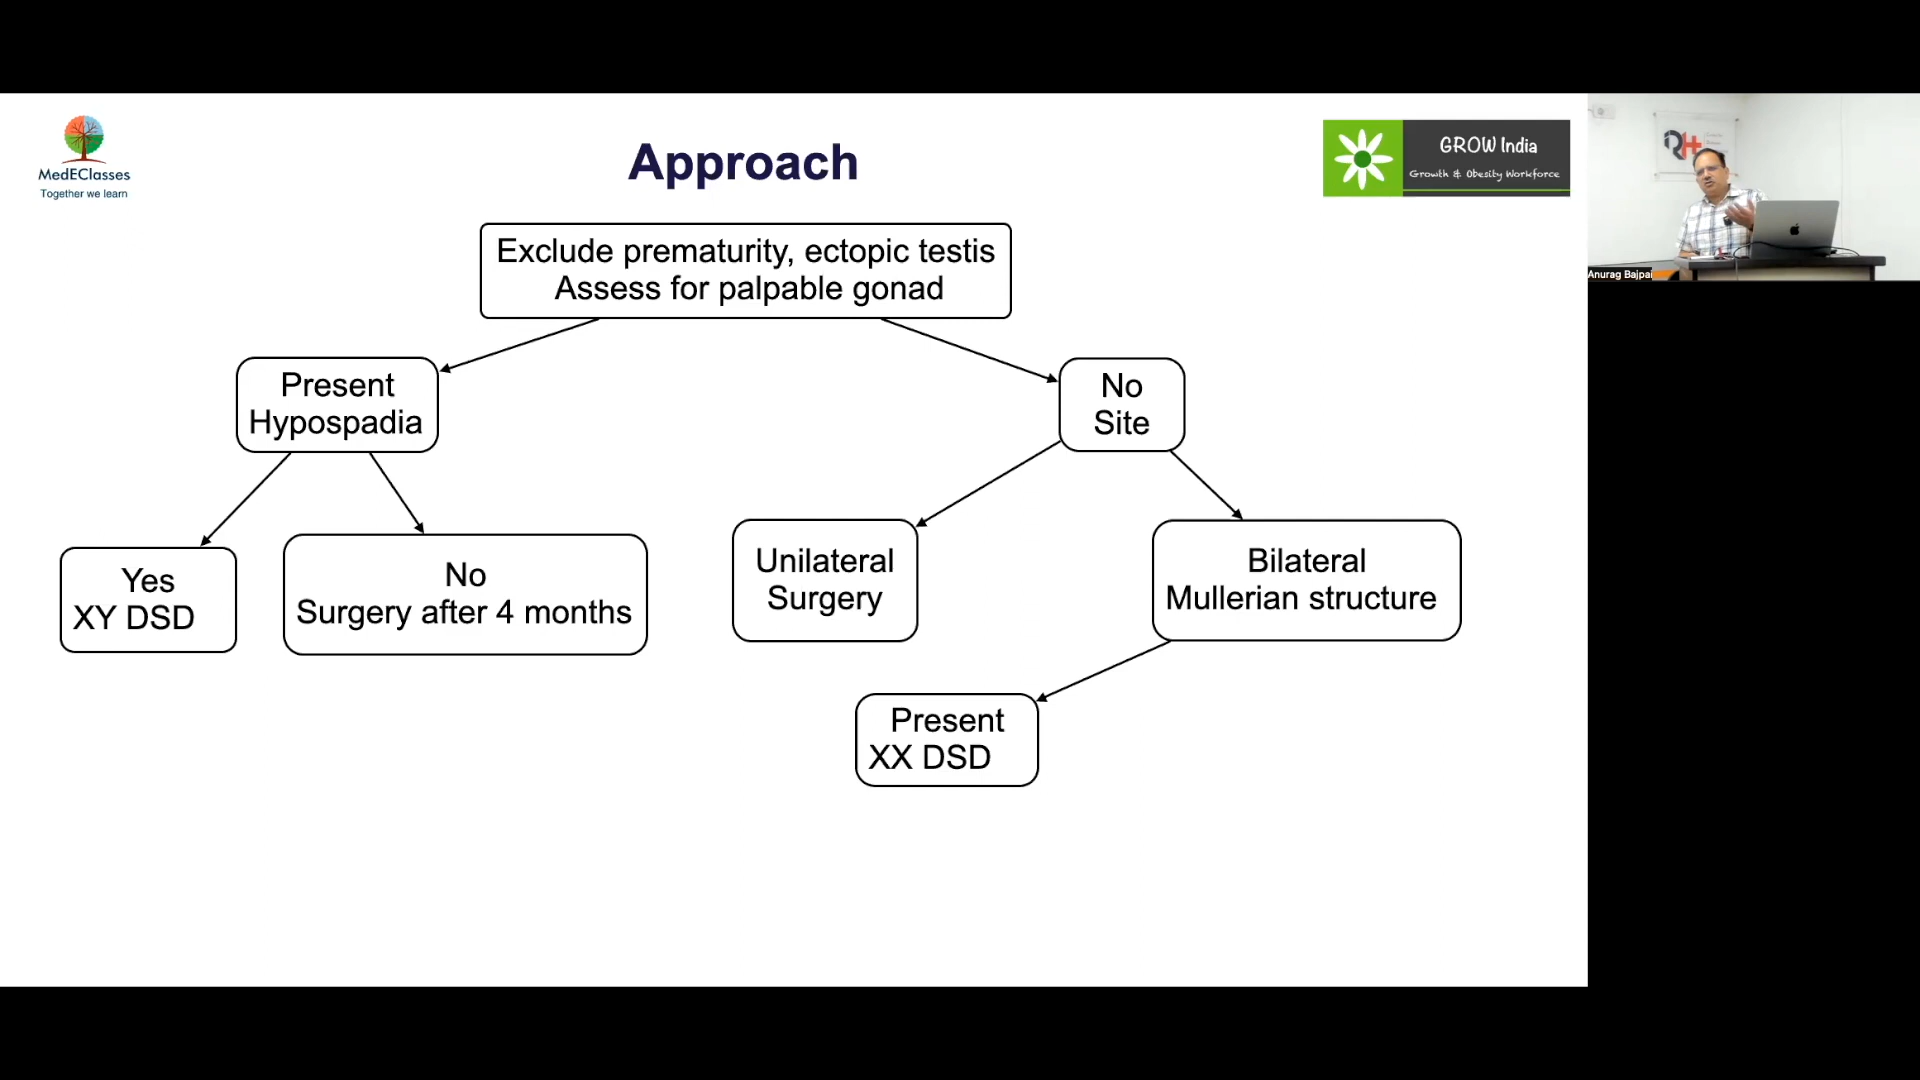 MedEClasses
Together we learn
Approach
GROW India
Growth & Obesity Workforce
Anurag Bajpai
Exclude prematurity, ectopic testis
Assess for palpable gonad
Present
Hypospadia
No
Site
Yes
XY DSD
No
Surgery after 4 months
Unilateral
Surgery
Bilateral
Mullerian structure
Present
XX DSD